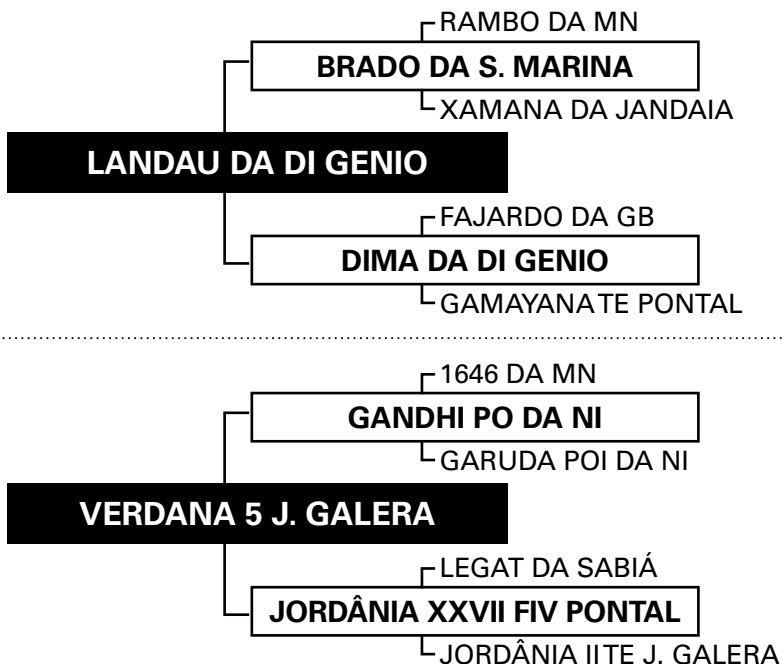 RAMBO DA MN
BRADO DA S. MARINA
XAMANA DA JANDAIA
LANDAU DA DI GENIO
FAJARDO DA GB
DIMA DA DI GENIO
GAMAYANA TE PONTAL
1646 DA MN
GANDHI PO DA NI
GARUDA POI DA NI
VERDANA 5 J. GALERA
LEGAT DA SABIÁ
JORDÂNIA XXVII FIV PONTAL
JORDÂNIA II TE J. GALERA